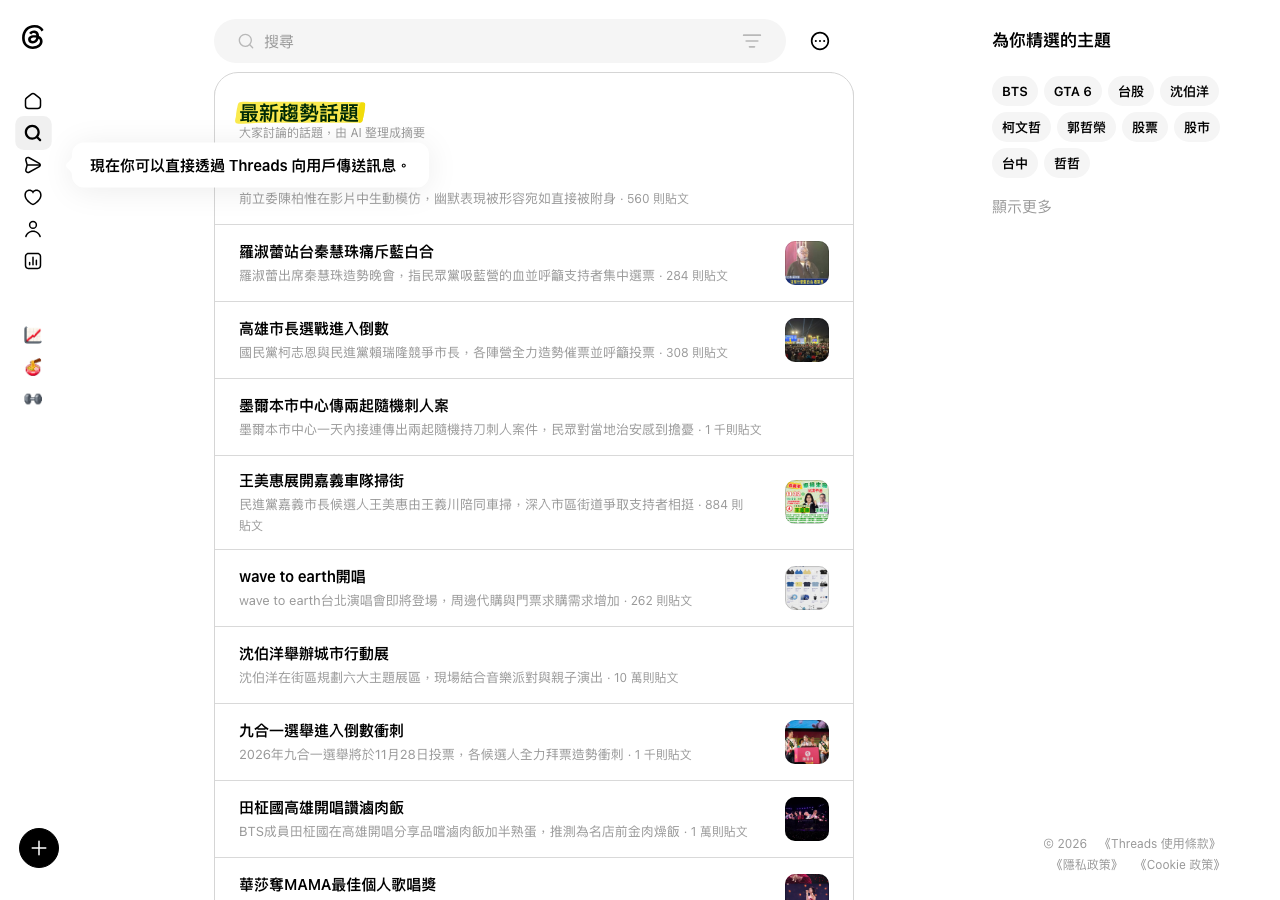 搜尋
最新趨勢話題
大家討論的話題，由 AI 整理成摘要
現在你可以直接透過 Threads 向用戶傳送訊息。
前立委陳柏惟在影片中生動模仿，幽默表現被形容宛如直接被附身 · 560 則貼文
羅淑蕾站台秦慧珠痛斥藍白合
羅淑蕾出席秦慧珠造勢晚會，指民眾黨吸藍營的血並呼籲支持者集中選票 · 284 則貼文
高雄市長選戰進入倒數
國民黨柯志恩與民進黨賴瑞隆競爭市長，各陣營全力造勢催票並呼籲投票 · 308 則貼文
墨爾本市中心傳兩起隨機刺人案
墨爾本市中心一天內接連傳出兩起隨機持刀刺人案件，民眾對當地治安感到擔憂 · 1 千則貼文
王美惠展開嘉義車隊掃街
民進黨嘉義市長候選人王美惠由王義川陪同車掃，深入市區街道爭取支持者相挺 · 884 則
貼文
wave to earth開唱
wave to earth台北演唱會即將登場，周邊代購與門票求購需求增加 · 262 則貼文
沈伯洋舉辦城市行動展
沈伯洋在街區規劃六大主題展區，現場結合音樂派對與親子演出 · 10 萬則貼文
九合一選舉進入倒數衝刺
2026年九合一選舉將於11月28日投票，各候選人全力拜票造勢衝刺 · 1 千則貼文
田柾國高雄開唱讚滷肉飯
BTS成員田柾國在高雄開唱分享品嚐滷肉飯加半熟蛋，推測為名店前金肉燥飯 · 1 萬則貼文
華莎奪MAMA最佳個人歌唱獎
為你精選的主題
BTS GTA 6 台股 沈伯洋
柯文哲 郭哲榮 股票 股市
台中 哲哲
顯示更多
© 2026 《Threads 使用條款》
《隱私政策》 《Cookie 政策》